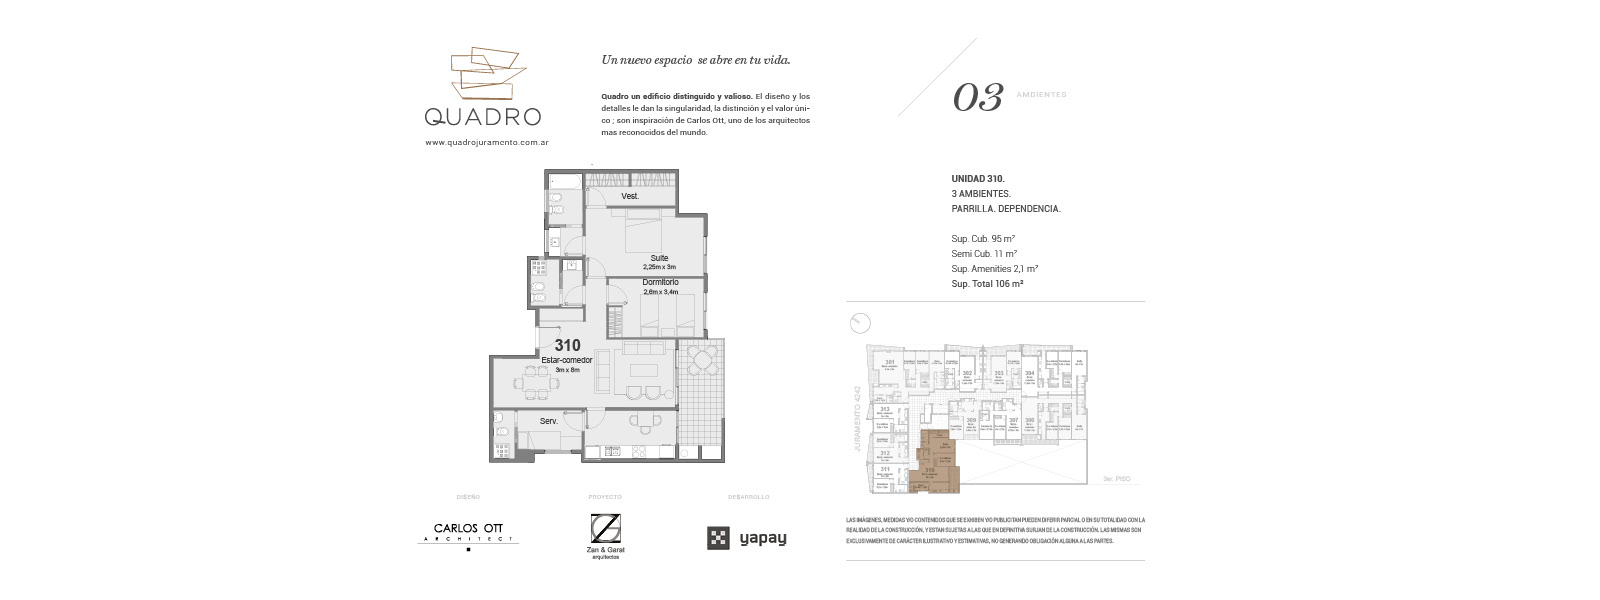 QUADRO
www.quadrojuramento.com.ar
Un nuevo espacio se abre en tu vida.
Quadro un edificio distinguido y valioso. El diseño y los
detalles le dan la singularidad, la distinción y el valor úni-
co ; son inspiración de Carlos Ott, uno de los arquitectos
mas reconocidos del mundo.
03 AMBIENTES
UNIDAD 310.
3 AMBIENTES.
PARRILLA. DEPENDENCIA.
Sup. Cub. 95 m²
Semi Cub. 11 m²
Sup. Amenities 2,1 m²
Sup. Total 106 m²
Vest.
Suite
2,25m x 3m
Dormitorio
2,6m x 3,4m
310
Estar-comedor
3m x 8m
Serv.
301
302
303
304
313
309
307
306
312
311
310
JURAMENTO 4242
3er. PISO
DISEÑO
PROYECTO
DESARROLLO
CARLOS OTT
ARCHITECT
Zan & Garat
arquitectos
yapay
LAS IMÁGENES, MEDIDAS Y/O CONTENIDOS QUE SE EXHIBEN Y/O PUBLICITAN PUEDEN DIFERIR PARCIAL O EN SU TOTALIDAD CON LA
REALIDAD DE LA CONSTRUCCIÓN, Y ESTAN SUJETAS A LAS QUE EN DEFINITIVA SURJAN DE LA CONSTRUCCIÓN. LAS MISMAS SON
EXCLUSIVAMENTE DE CARÁCTER ILUSTRATIVO Y ESTIMATIVAS, NO GENERANDO OBLIGACIÓN ALGUNA A LAS PARTES.